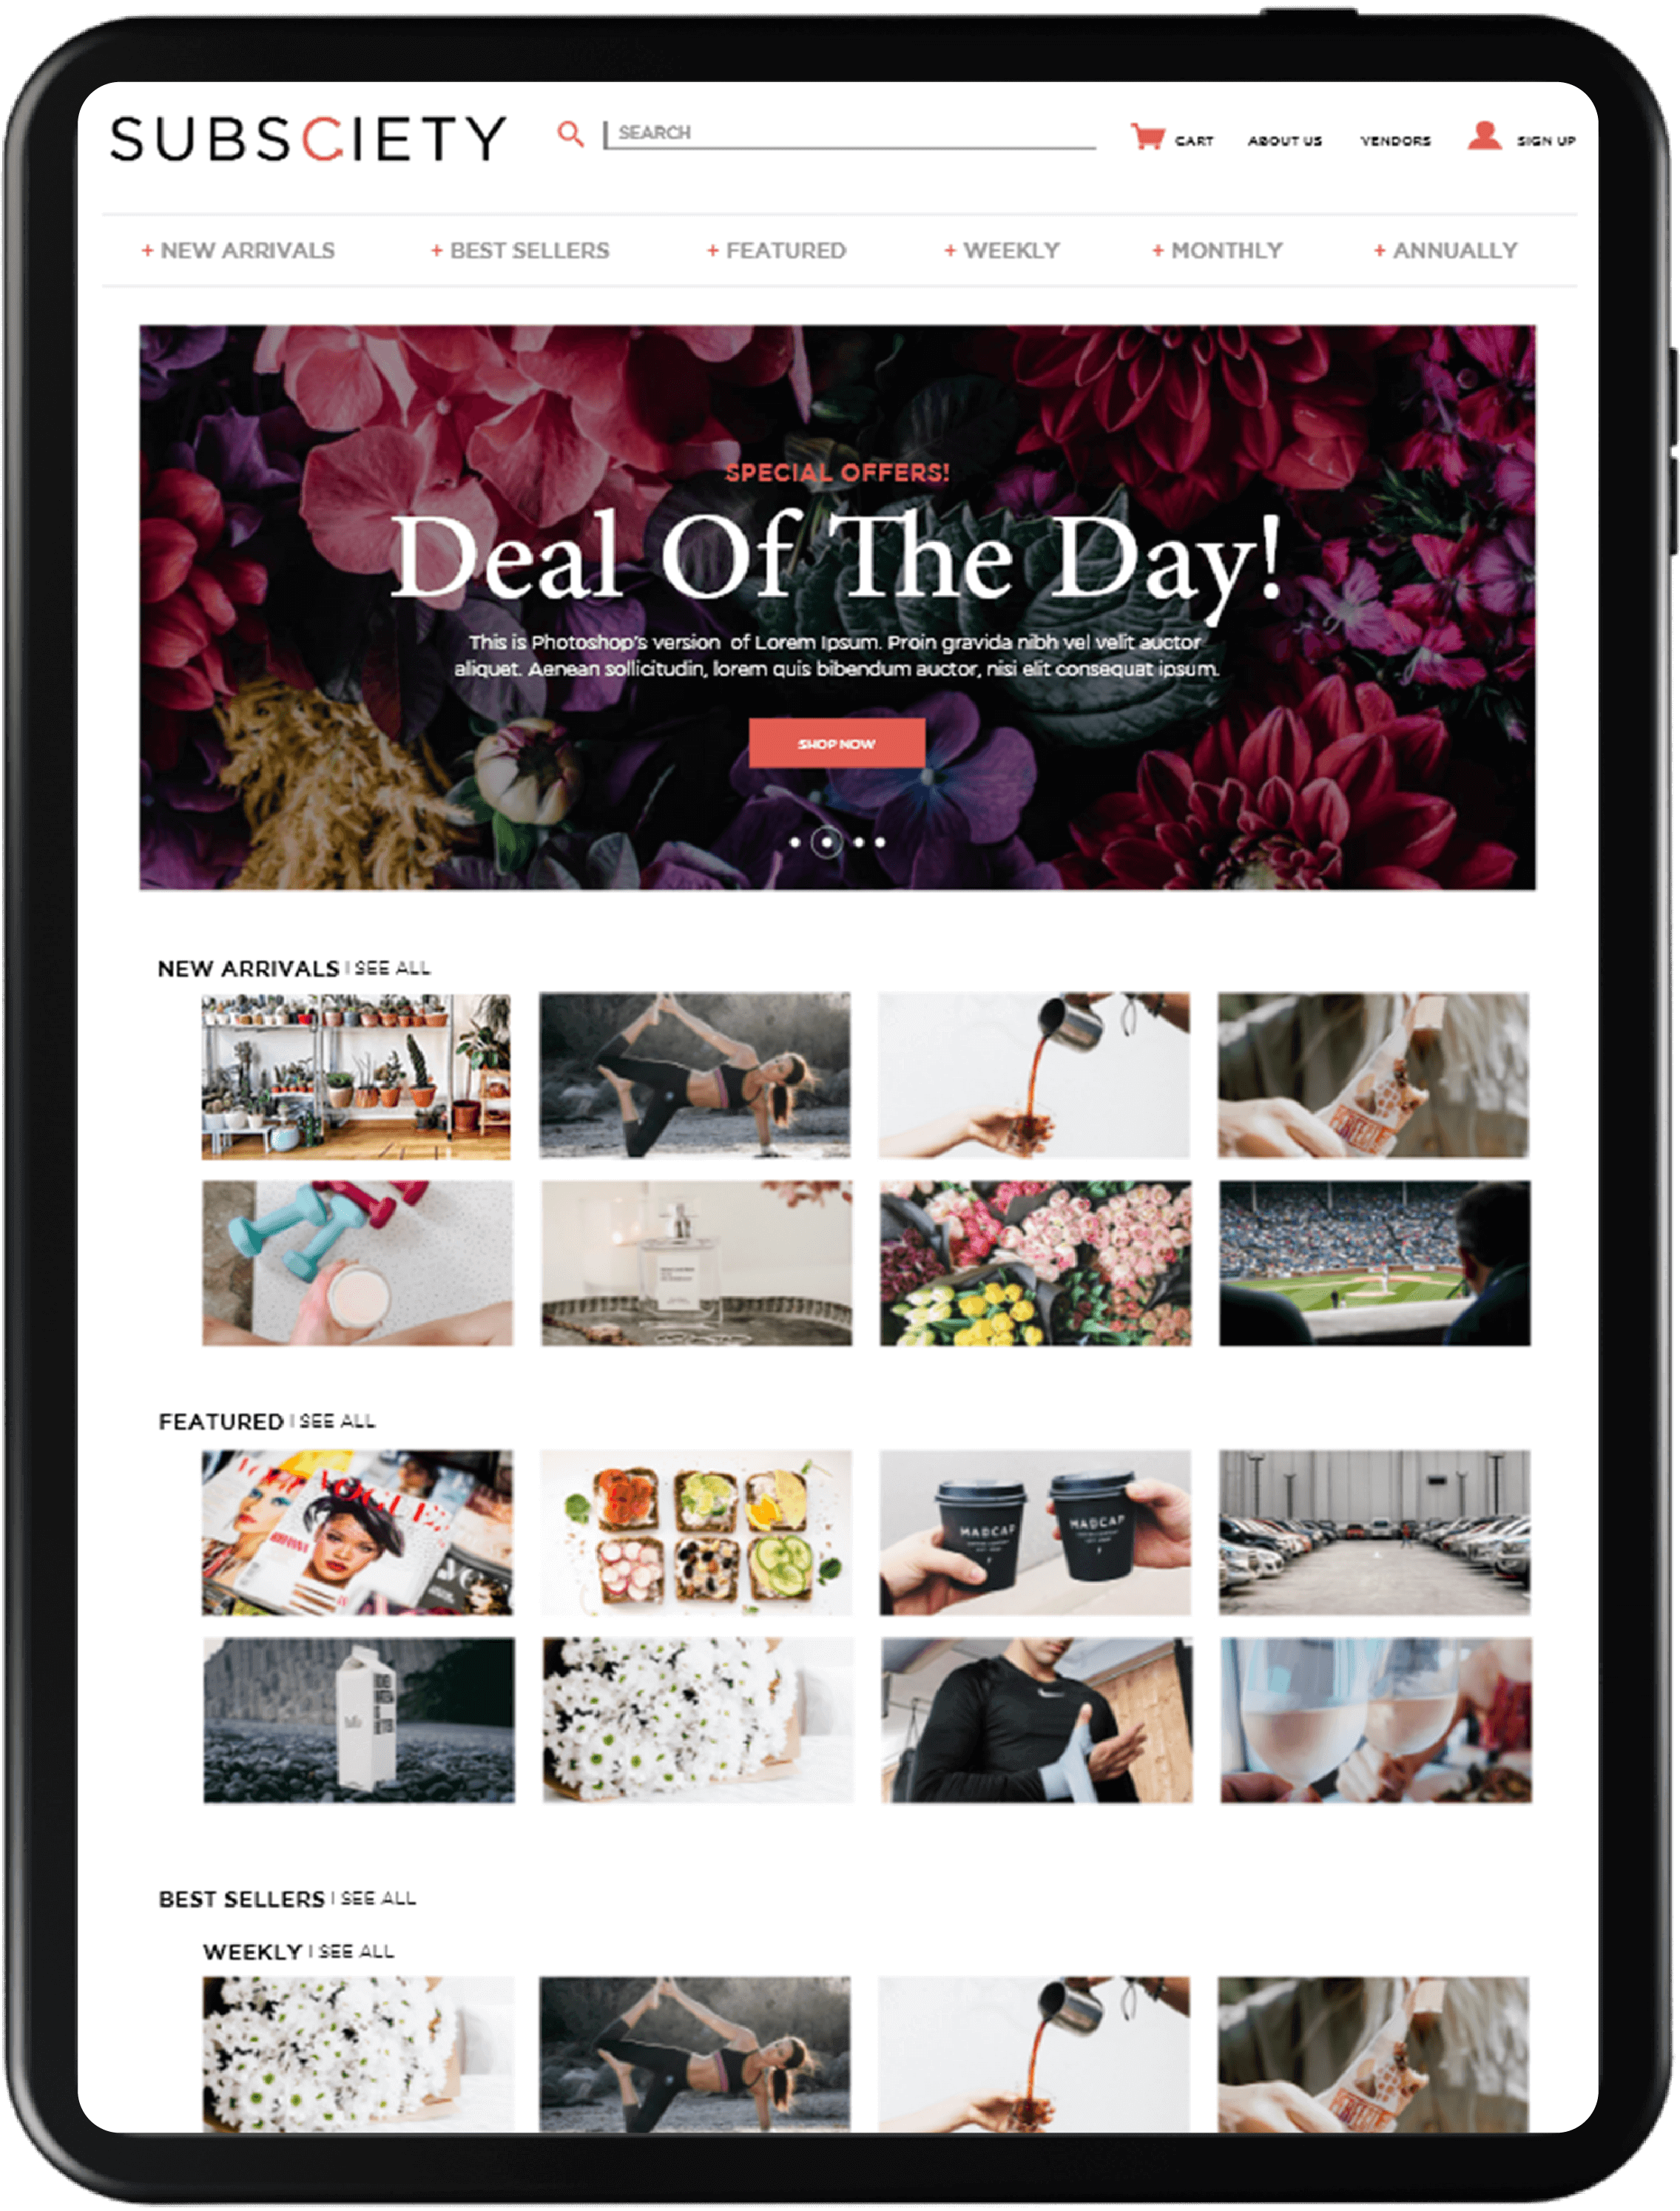 SUBSCIETY
SEARCH
CART
ABOUT US
VENDORS
SIGN UP
+ NEW ARRIVALS
+ BEST SELLERS
+ FEATURED
+ WEEKLY
+ MONTHLY
+ ANNUALLY
SPECIAL OFFERS!
Deal Of The Day!
This is Photoshop's version of Lorem Ipsum. Proin gravida nibh vel velit auctor
aliquet. Aenean sollicitudin, lorem quis bibendum auctor, nisi elit consequat ipsum.
SHOP NOW
NEW ARRIVALS | SEE ALL
FEATURED | SEE ALL
VOGUE
MADCAP
MADCAP
BEST SELLERS | SEE ALL
WEEKLY | SEE ALL